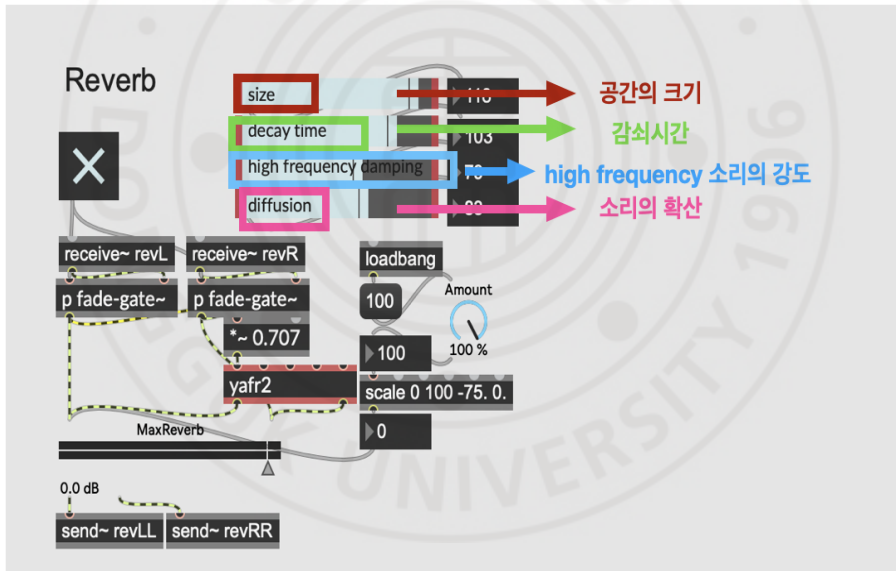 Reverb
size
공간의 크기
decay time
103
감쇠시간
high frequency damping
high frequency 소리의 강도
diffusion
소리의 확산
receive~ revL
receive~ revR
loadbang
p fade-gate~
p fade-gate~
100
Amount
*~ 0.707
100
100 %
yafr2
scale 0 100 -75. 0.
MaxReverb
0
0.0 dB
send~ revLL
send~ revRR
UNIVERSITY 1906